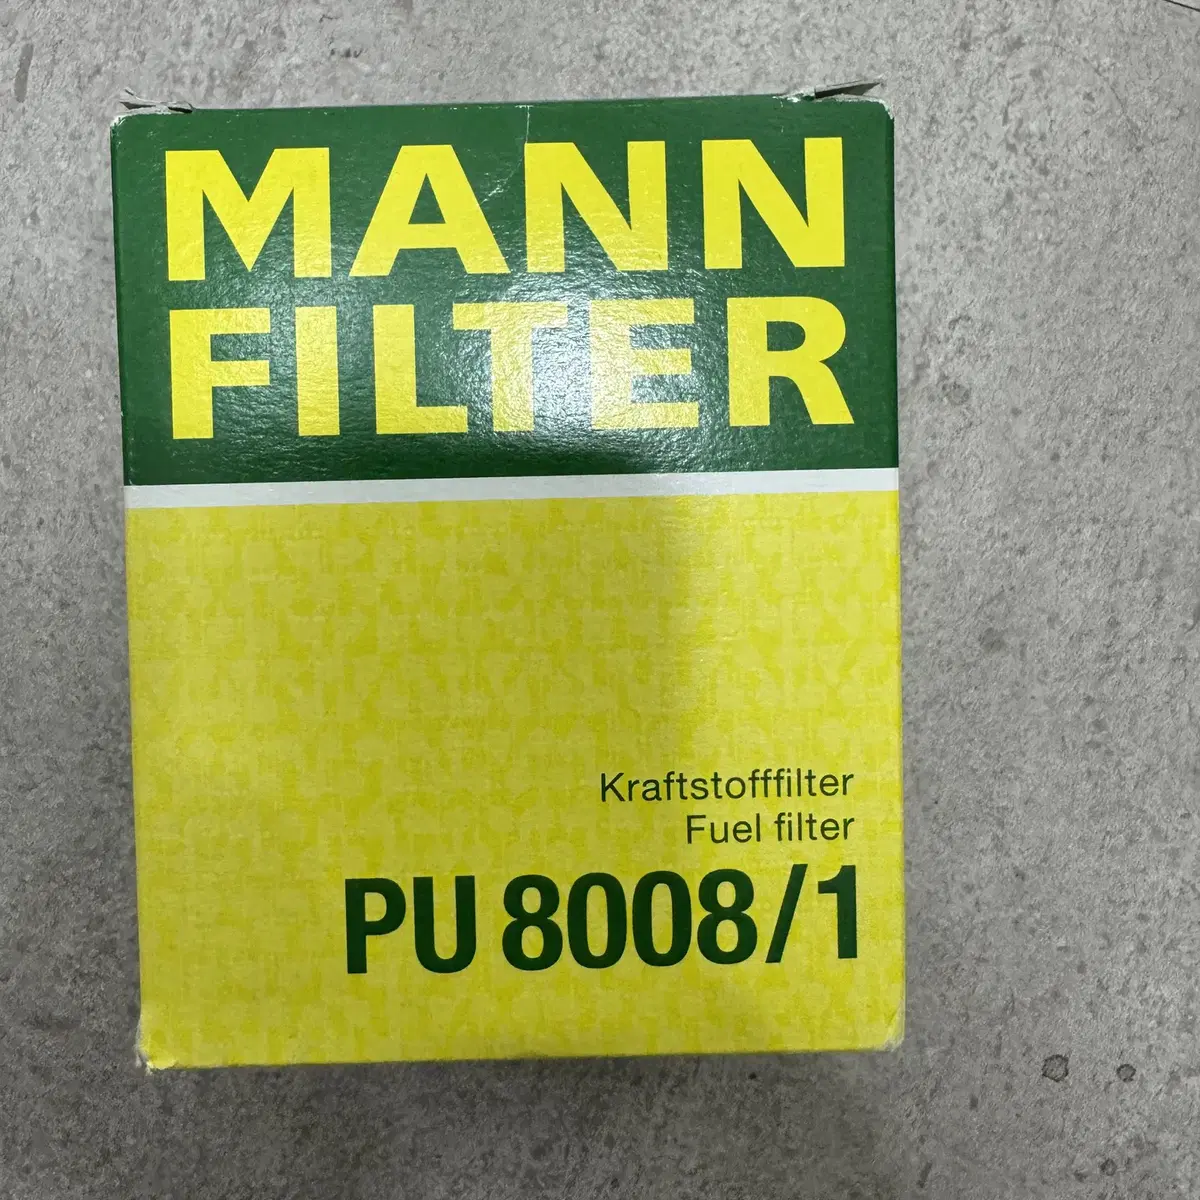 MANN
FILTER
Kraftstofffilter
Fuel filter
PU 8008/1